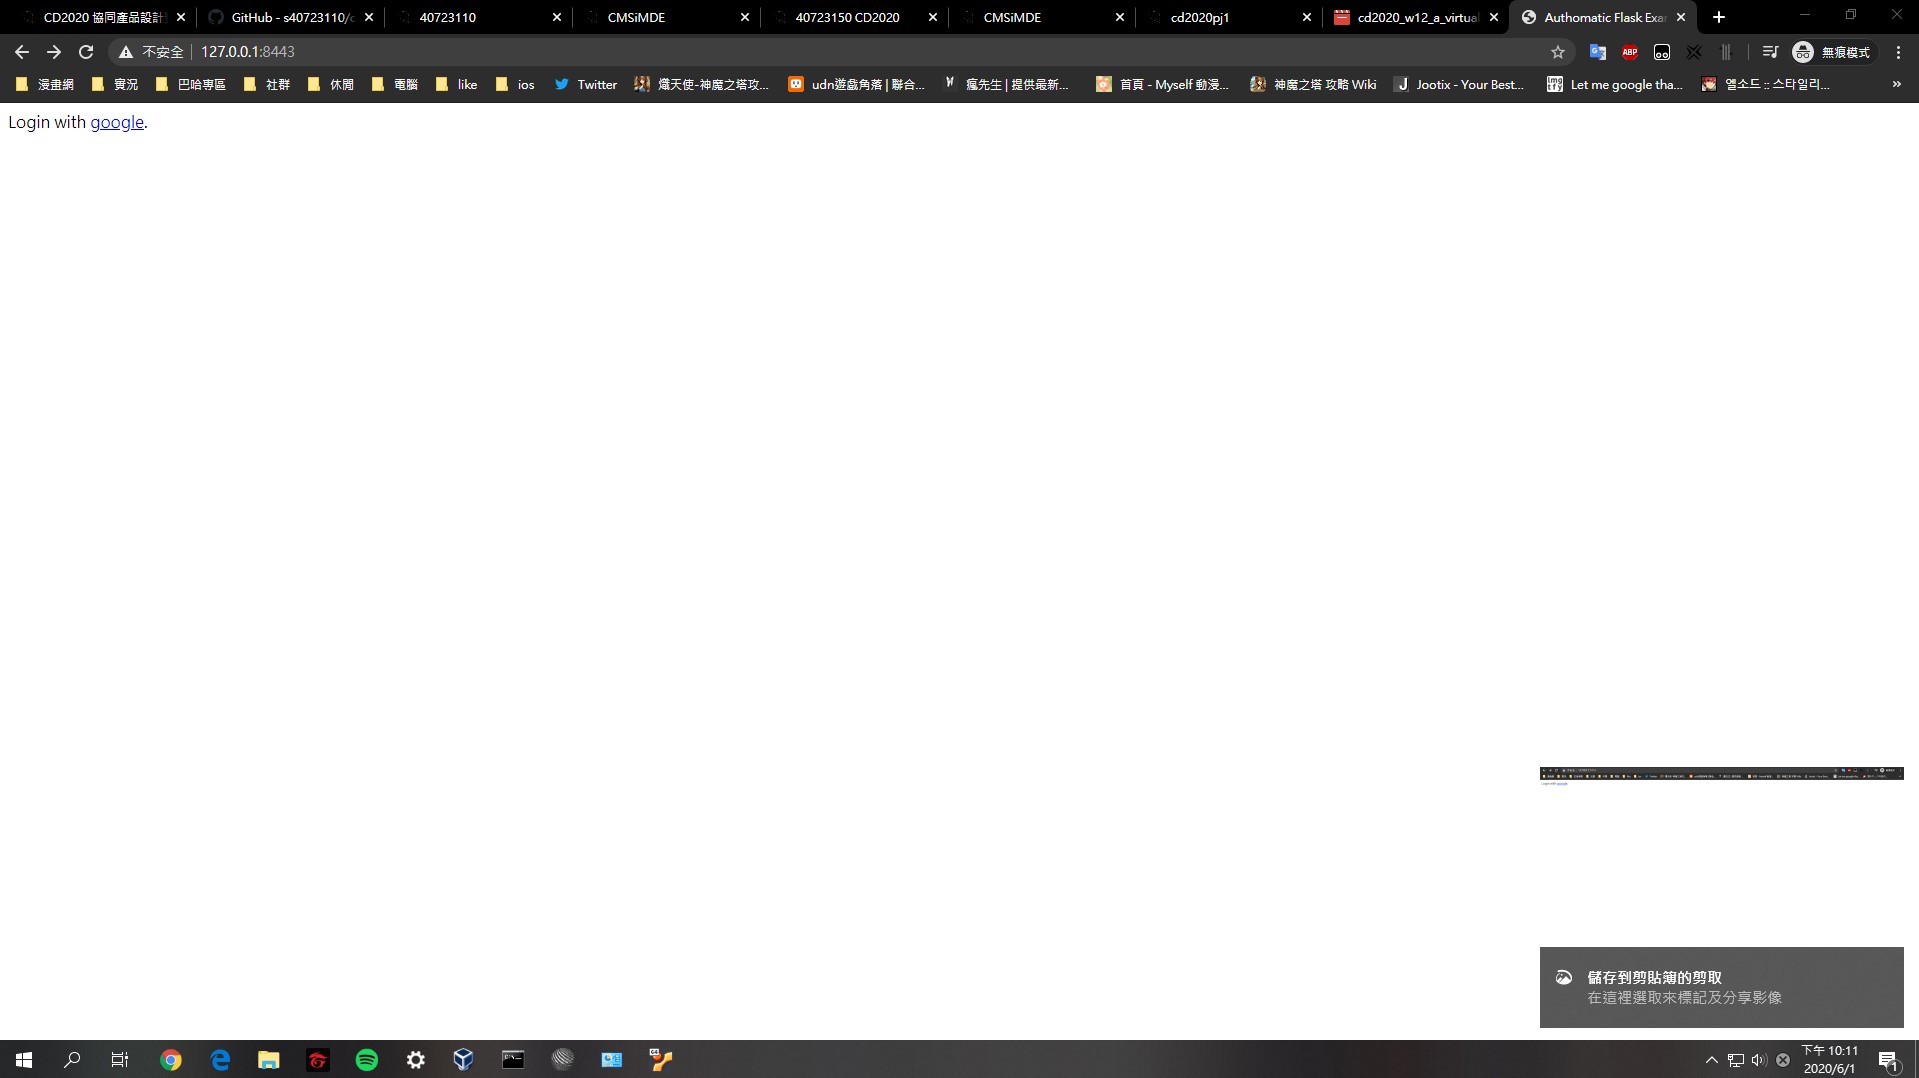 CD2020 協同產品設計
GitHub - s40723110/c
40723110
CMSiMDE
40723150 CD2020
CMSiMDE
cd2020pj1
cd2020_w12_a_virtual
Authomatic Flask Exar
不安全
127.0.0.1:8443
ABP
無痕模式
漫畫網
實況
巴哈專區
社群
休閒
電腦
like
ios
Twitter
熾天使-神魔之塔攻...
udn遊戲角落 | 聯合...
瘋先生 | 提供最新...
首頁 - Myself 動漫...
神魔之塔 攻略 Wiki
Jootix - Your Best...
Let me google tha...
엘소드 :: 스타일리...
Login with google.
儲存到剪貼簿的剪取
在這裡選取來標記及分享影像
下午 10:11
2020/6/1
1